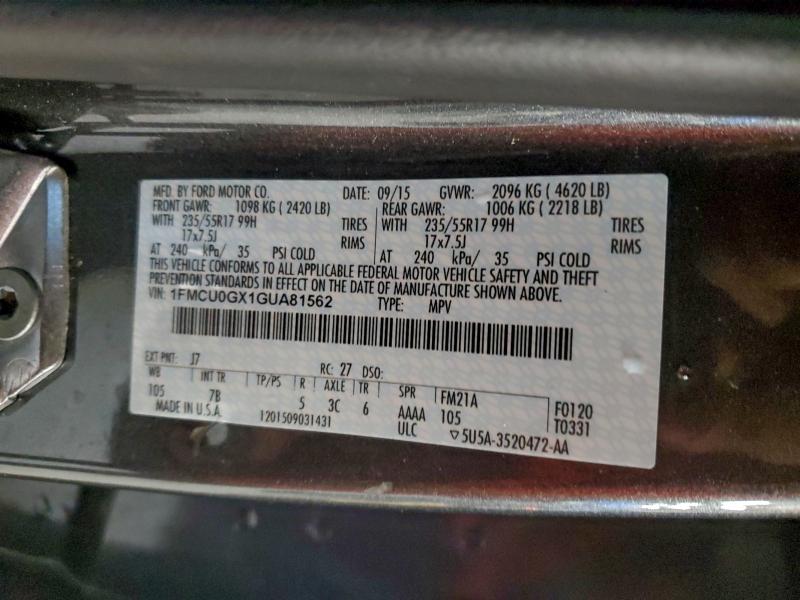 MFD. BY FORD MOTOR CO. DATE: 09/15 GVWR: 2096 KG ( 4620 LB)
FRONT GAWR: 1098 KG ( 2420 LB) REAR GAWR: 1006 KG ( 2218 LB)
WITH 235/55R17 99H TIRES WITH 235/55R17 99H TIRES
17x7.5J RIMS 17x7.5J RIMS
AT 240 kPa/ 35 PSI COLD AT 240 kPa/ 35 PSI COLD
THIS VEHICLE CONFORMS TO ALL APPLICABLE FEDERAL MOTOR VEHICLE SAFETY AND THEFT
PREVENTION STANDARDS IN EFFECT ON THE DATE OF MANUFACTURE SHOWN ABOVE.
VIN: 1FMCU0GX1GUA81562 TYPE: MPV
EXT PNT: J7 RC: 27 DSO:
WB INT TR TP/PS R AXLE TR SPR FM21A
105 7B 5 3C 6 AAAA 105 F0120
MADE IN U.S.A. 1201509031431 ULC ▽5U5A-3520472-AA T0331